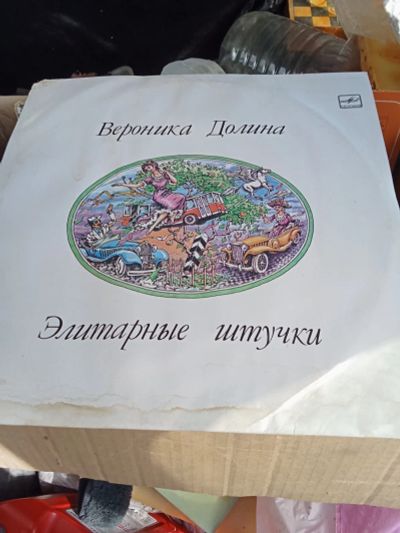 Вероника Долина
Элитарные штучки